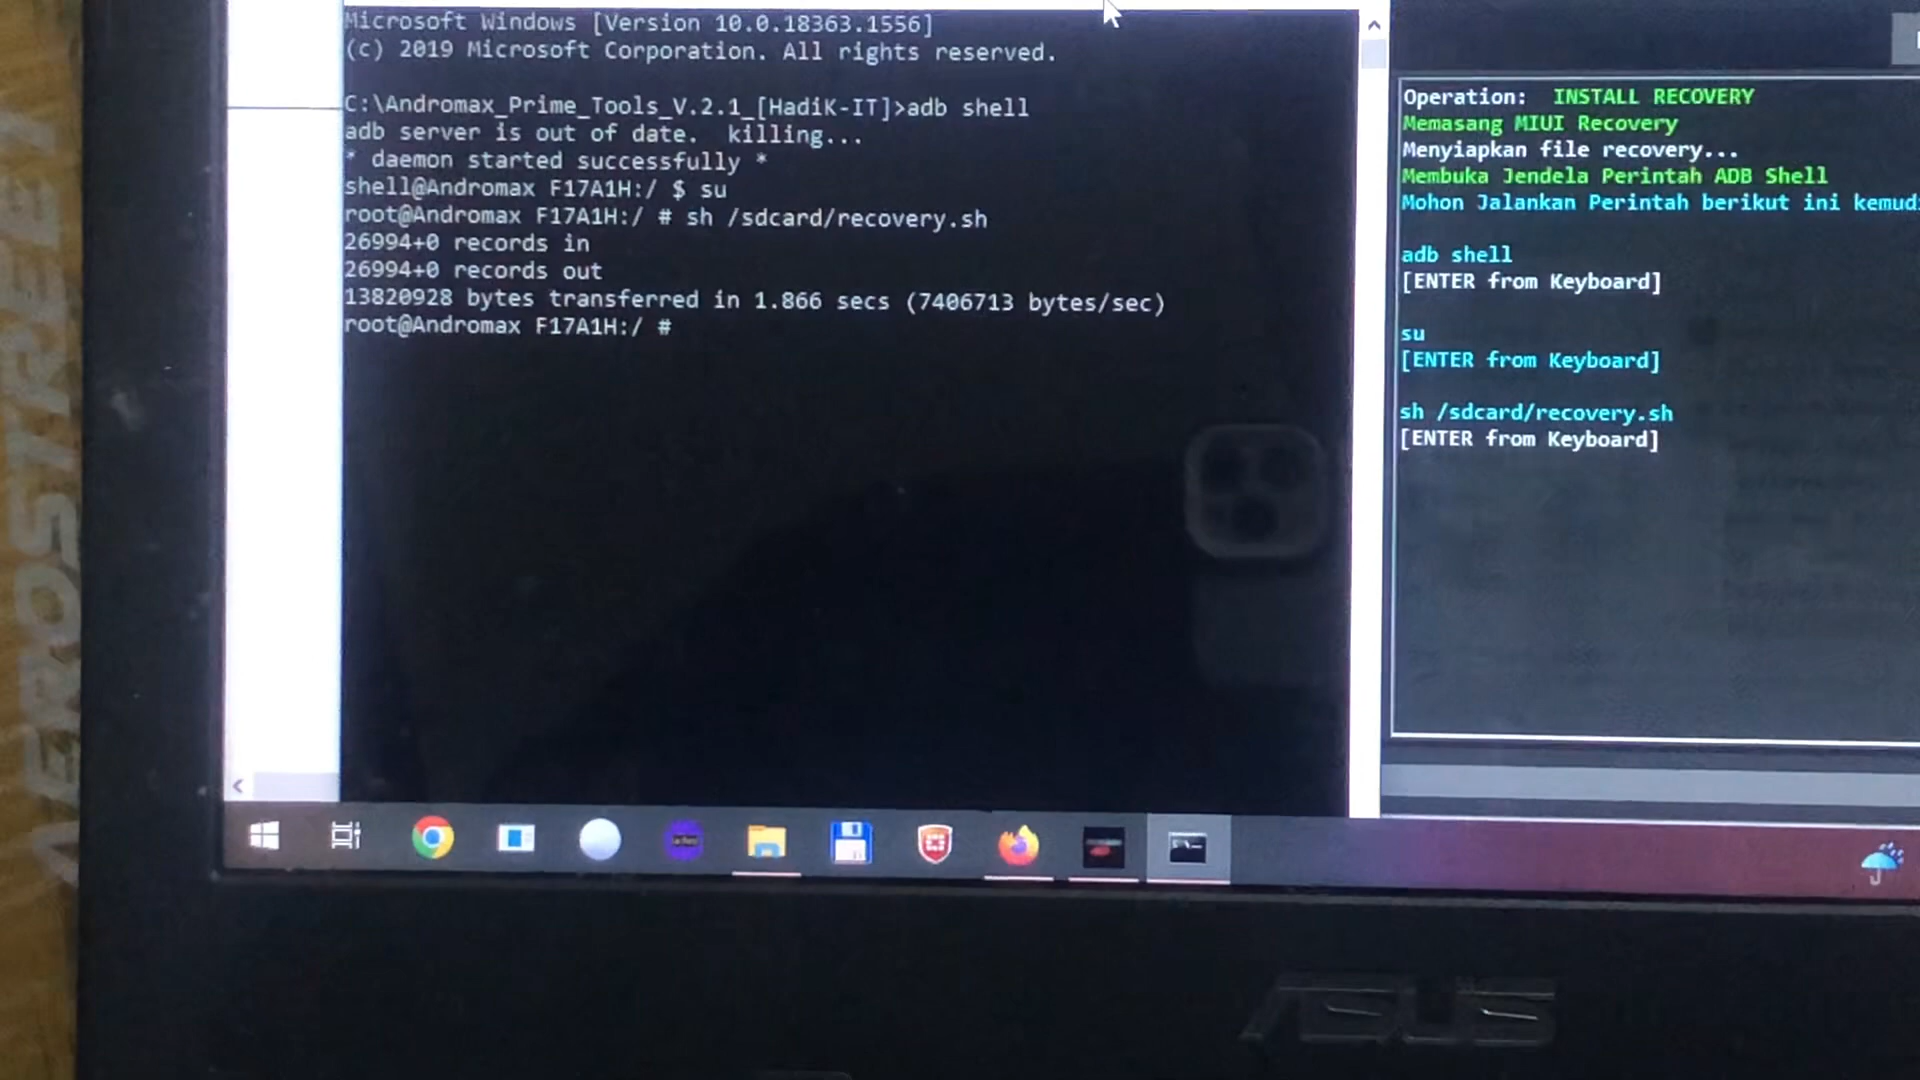 Microsoft Windows [Version 10.0.18363.1556]
(c) 2019 Microsoft Corporation. All rights reserved.
C:\Andromax_Prime_Tools_V.2.1_[HadiK-IT]>adb shell
adb server is out of date.  killing...
* daemon started successfully *
shell@Andromax F17A1H:/ $ su
root@Andromax F17A1H:/ # sh /sdcard/recovery.sh
26994+0 records in
26994+0 records out
13820928 bytes transferred in 1.866 secs (7406713 bytes/sec)
root@Andromax F17A1H:/ #
Operation:  INSTALL RECOVERY
Memasang MIUI Recovery
Menyiapkan file recovery...
Membuka Jendela Perintah ADB Shell
Mohon Jalankan Perintah berikut ini
adb shell
[ENTER from Keyboard]
su
[ENTER from Keyboard]
sh /sdcard/recovery.sh
[ENTER from Keyboard]
ASUS
AEROSTREET